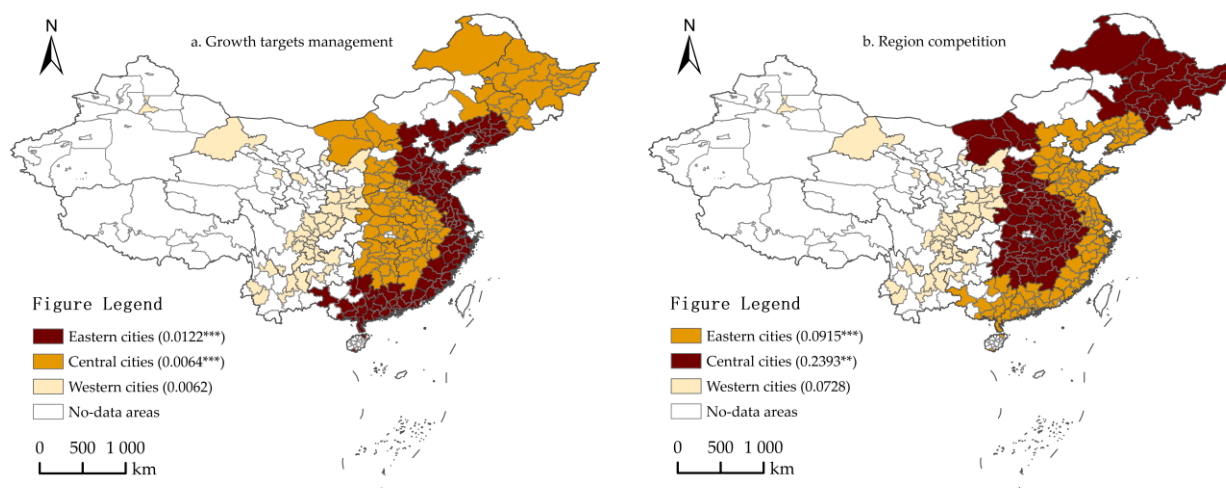 N
a. Growth targets management
Figure Legend
Eastern cities (0.0122***)
Central cities (0.0064***)
Western cities (0.0062)
No-data areas
0 500 1 000
km
N
b. Region competition
Figure Legend
Eastern cities (0.0915***)
Central cities (0.2393**)
Western cities (0.0728)
No-data areas
0 500 1 000
km